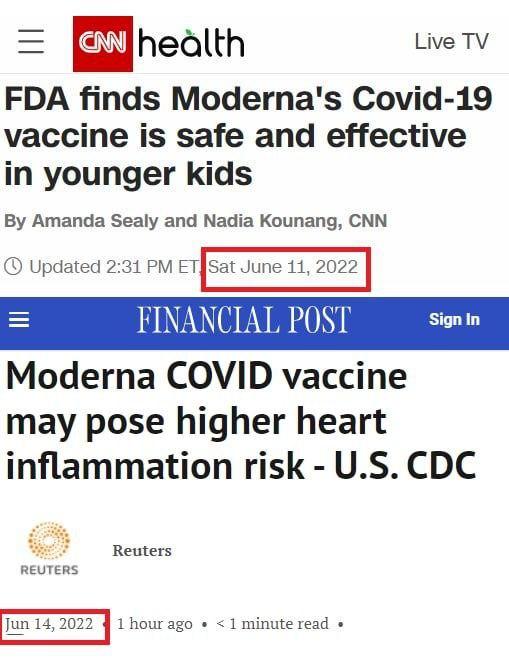 CNN health Live TV
FDA finds Moderna's Covid-19
vaccine is safe and effective
in younger kids
By Amanda Sealy and Nadia Kounang, CNN
Updated 2:31 PM ET, Sat June 11, 2022
FINANCIAL POST Sign In
Moderna COVID vaccine
may pose higher heart
inflammation risk - U.S. CDC
REUTERS Reuters
Jun 14, 2022 • 1 hour ago • < 1 minute read •